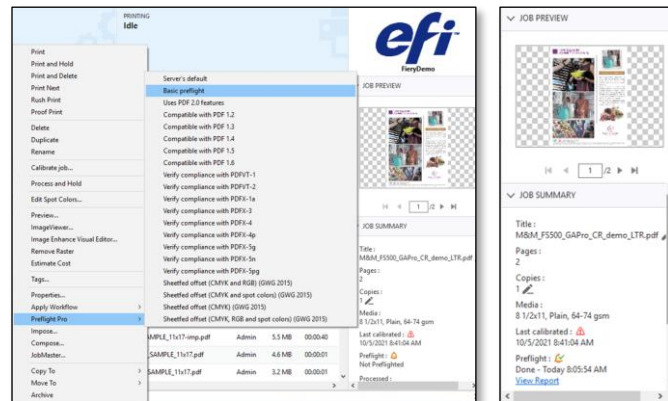 PRINTING
Idle
efi
FieryDemo
Print
Print and Hold
Print and Delete
Print Next
Rush Print
Proof Print
Delete
Duplicate
Rename
Calibrate job...
Process and Hold
Edit Spot Colors...
Preview...
ImageViewer...
Image Enhance Visual Editor...
Remove Raster
Estimate Cost
Tags...
Properties...
Apply Workflow
Preflight Pro
Impose...
Compose...
JobMaster...
Copy To
Move To
Archive
Server's default
Basic preflight
Uses PDF 2.0 features
Compatible with PDF 1.2
Compatible with PDF 1.3
Compatible with PDF 1.4
Compatible with PDF 1.5
Compatible with PDF 1.6
Verify compliance with PDFVT-1
Verify compliance with PDFVT-2
Verify compliance with PDFX-1a
Verify compliance with PDFX-3
Verify compliance with PDFX-4
Verify compliance with PDFX-4p
Verify compliance with PDFX-5g
Verify compliance with PDFX-5n
Verify compliance with PDFX-5pg
Sheetfed offset (CMYK and RGB) (GWG 2015)
Sheetfed offset (CMYK and spot colors) (GWG 2015)
Sheetfed offset (CMYK) (GWG 2015)
Sheetfed offset (CMYK, RGB and spot colors) (GWG 2015)
AMPLE_11x17-imp.pdf Admin 5.5 MB 00:00:40
_SAMPLE_11x17.pdf Admin 4.6 MB 00:00:01
SAMPLE_11x17.pdf Admin 3.2 MB 00:00:01
JOB PREVIEW
1 /2
JOB SUMMARY
Title :
M&M_FS500_GAPro_CR_demo_LTR.pdf
Pages :
2
Copies :
1
Media :
8 1/2x11, Plain, 64-74 gsm
Last calibrated :
10/5/2021 8:41:04 AM
Preflight :
Not Preflighted
Processed :
JOB PREVIEW
1 /2
JOB SUMMARY
Title :
M&M_FS500_GAPro_CR_demo_LTR.pdf
Pages :
2
Copies :
1
Media :
8 1/2x11, Plain, 64-74 gsm
Last calibrated :
10/5/2021 8:41:04 AM
Preflight :
Done - Today 8:05:54 AM
View Report